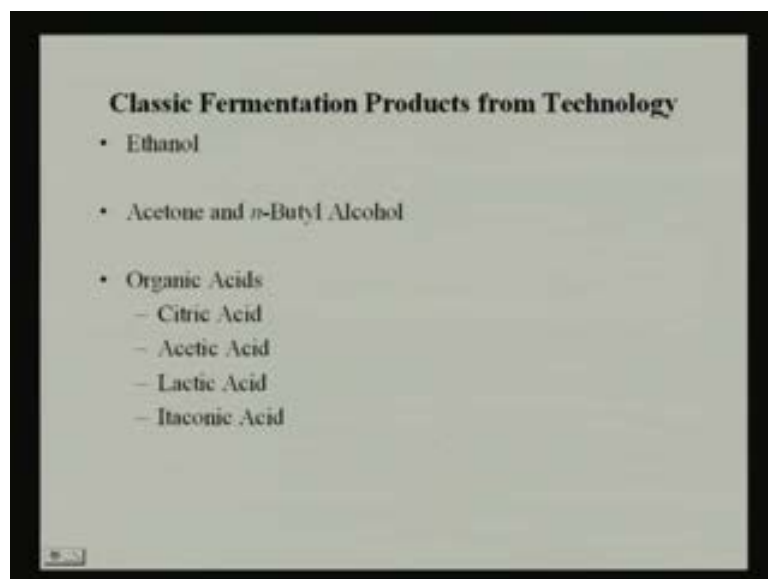 Classic Fermentation Products from Technology
• Ethanol
• Acetone and n-Butyl Alcohol
• Organic Acids
– Citric Acid
– Acetic Acid
– Lactic Acid
– Itaconic Acid